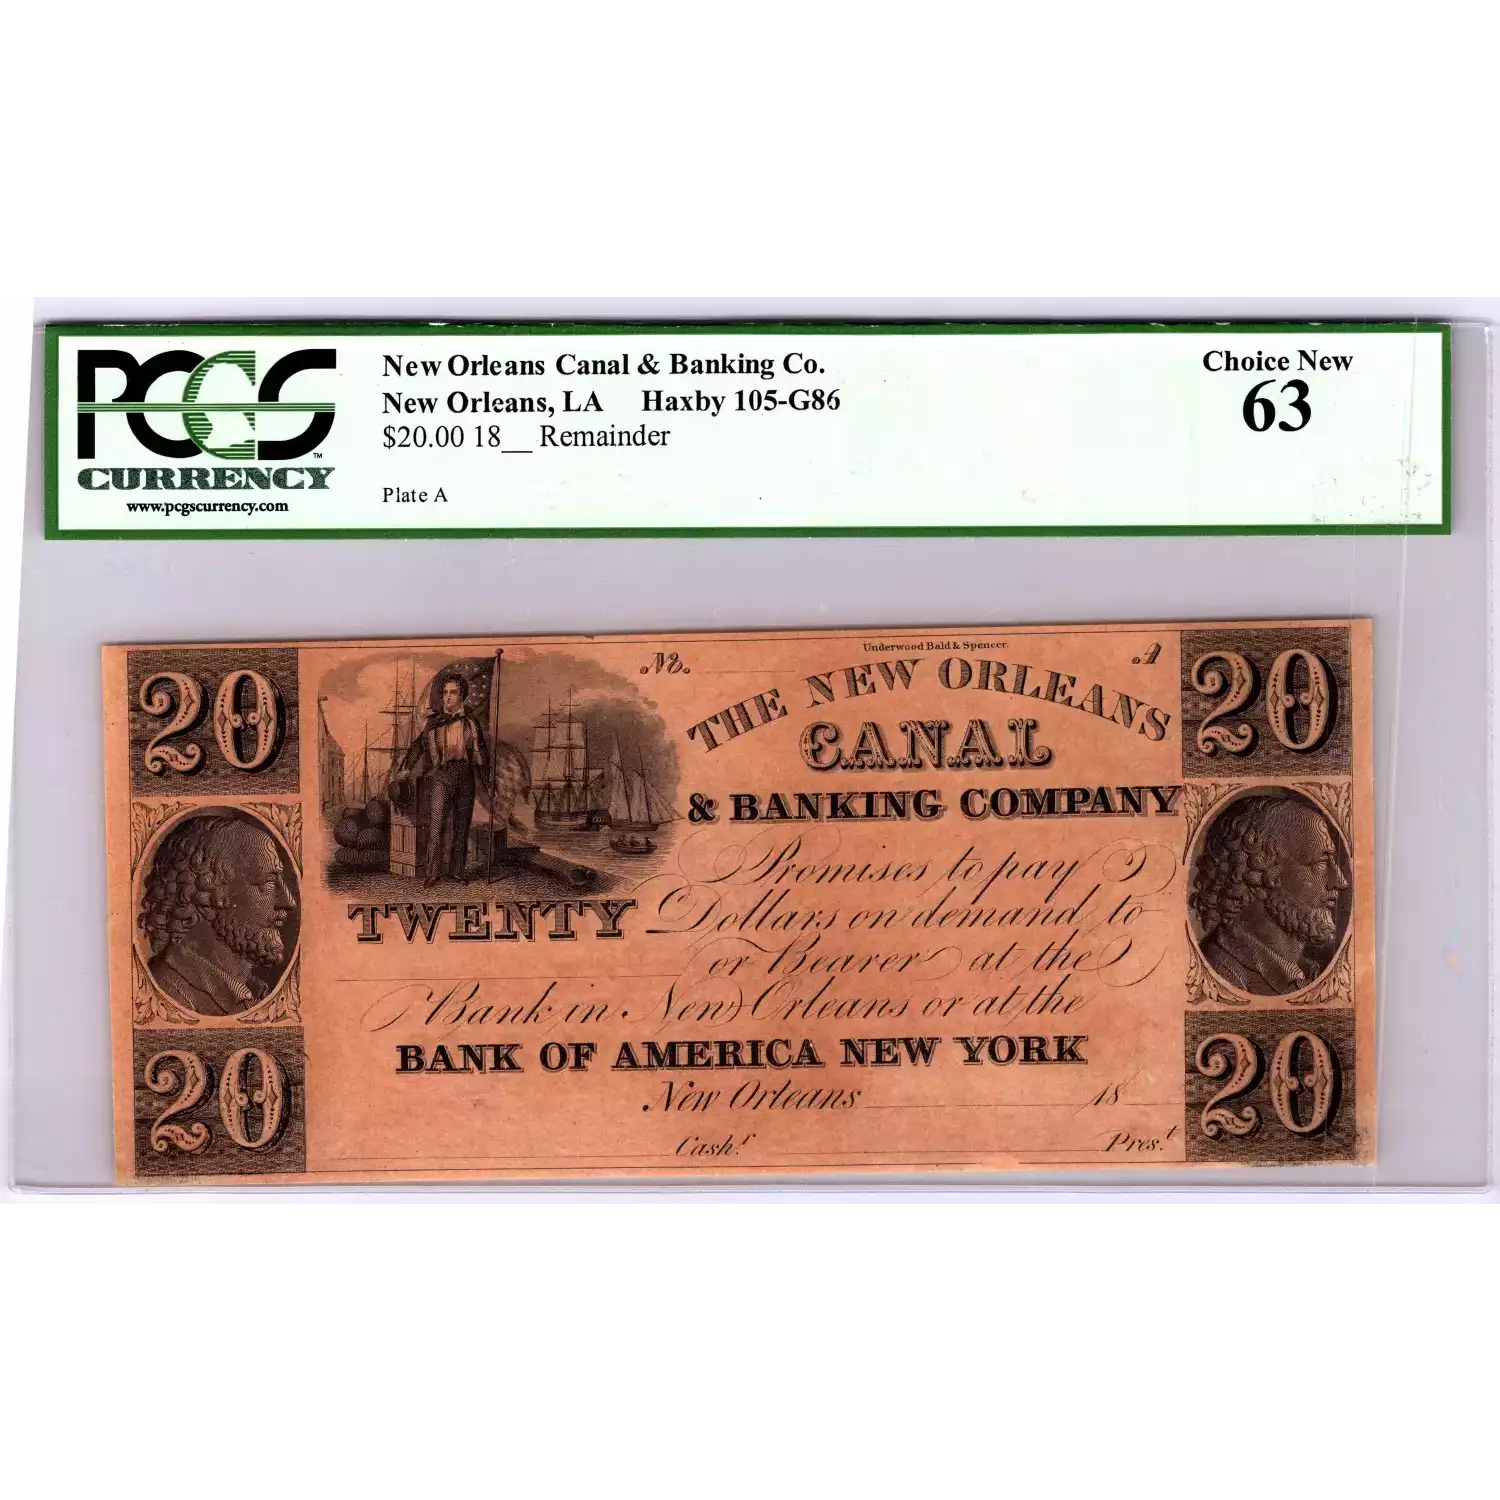 PCGS
CURRENCY
www.pcgscurrency.com
New Orleans Canal & Banking Co.
New Orleans, LA Haxby 105-G86
$20.00 18__ Remainder
Plate A
Choice New
63
™
20
No.
Underwood Bald & Spencer.
A
20
THE NEW ORLEANS
CANAL
& BANKING COMPANY
Promises to pay
TWENTY Dollars on demand to
or Bearer at the
Bank in New Orleans or at the
BANK OF AMERICA NEW YORK
New Orleans 18
Cashr. Prest.
20
20